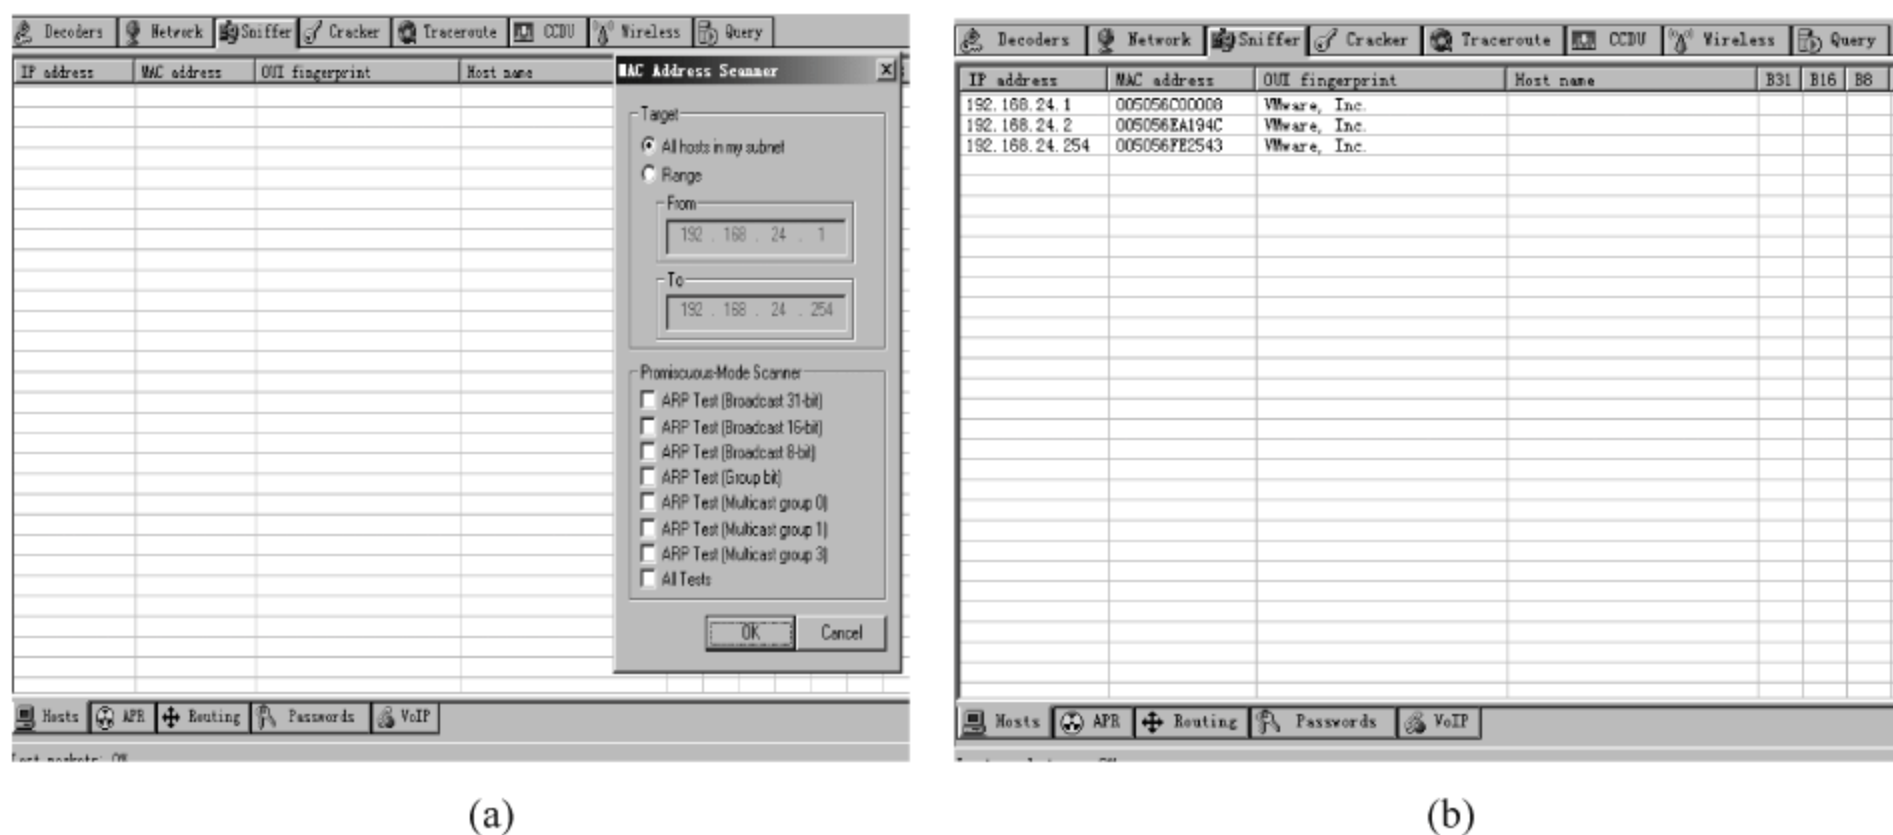 Decoders Network Sniffer Cracker Traceroute CCDU Wireless Query
IP address MAC address OUI fingerprint Host name
MAC Address Scanner
Target
All hosts in my subnet
Range
From
192 . 168 . 24 . 1
To
192 . 168 . 24 . 254
Promiscuous-Mode Scanner
ARP Test (Broadcast 31-bit)
ARP Test (Broadcast 16-bit)
ARP Test (Broadcast 8-bit)
ARP Test (Group bit)
ARP Test (Multicast group 0)
ARP Test (Multicast group 1)
ARP Test (Multicast group 3)
All Tests
OK Cancel
Hosts APR Routing Passwords VoIP
(a)
Decoders Network Sniffer Cracker Traceroute CCDU Wireless Query
IP address MAC address OUI fingerprint Host name B31 B16 B8
192.168.24.1 005056C00008 VMware, Inc.
192.168.24.2 005056EA194C VMware, Inc.
192.168.24.254 005056FE2543 VMware, Inc.
Hosts APR Routing Passwords VoIP
(b)